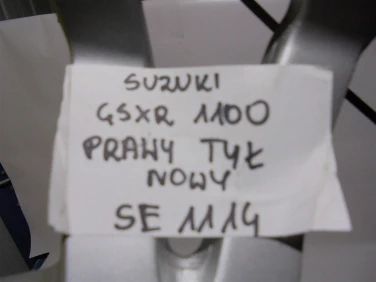 SUZUKI
GSXR 1100
PRAWY TYŁ
NOWY
SE 1114